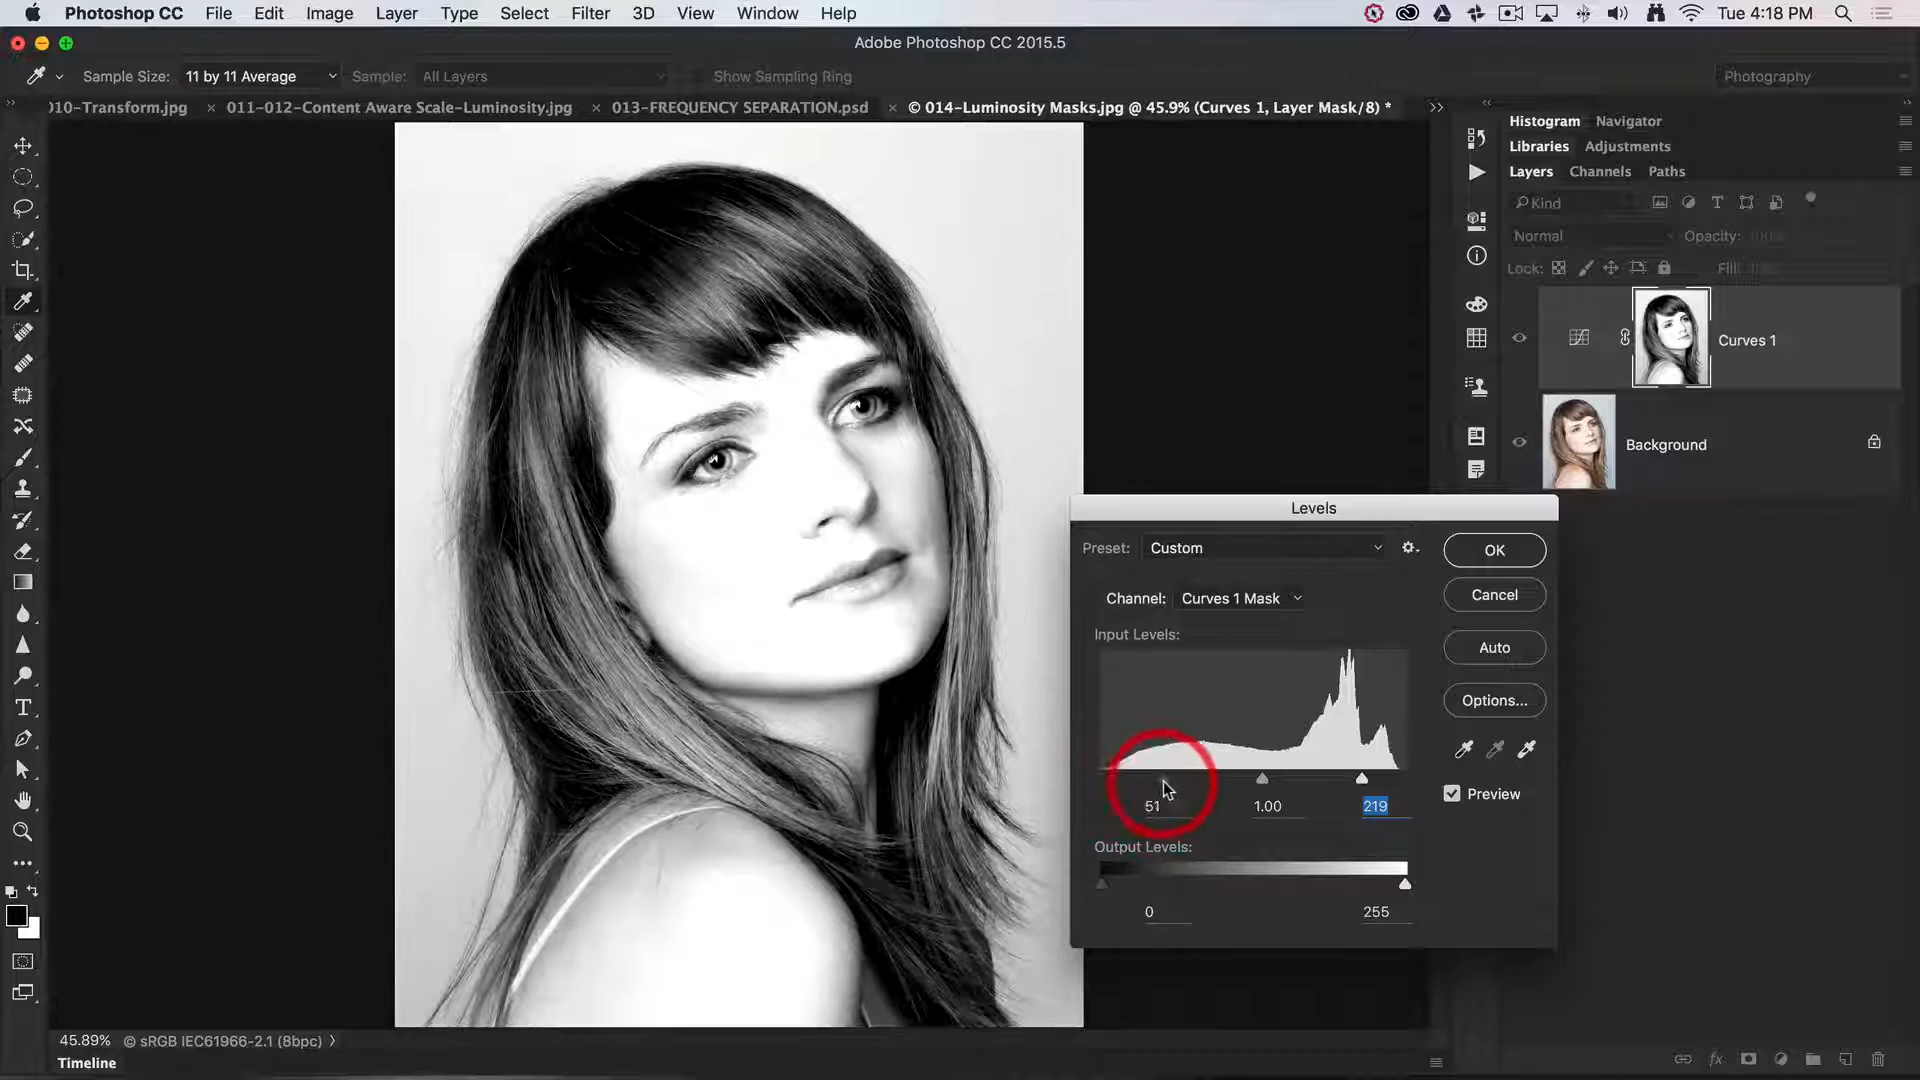 Photoshop CC File Edit Image Layer Type Select Filter 3D View Window Help Tue 4:18 PM
Adobe Photoshop CC 2015.5
Sample Size: 11 by 11 Average Sample: All Layers Show Sampling Ring Photography
010-Transform.jpg × 011-012-Content Aware Scale-Luminosity.jpg × 013-FREQUENCY SEPARATION.psd × © 014-Luminosity Masks.jpg @ 45.9% (Curves 1, Layer Mask/8) *
Histogram Navigator
Libraries Adjustments
Layers Channels Paths
Kind
Normal Opacity:
Lock: Fill:
Curves 1
Background
Levels
Preset: Custom OK
Channel: Curves 1 Mask Cancel
Input Levels:
Auto
Options...
Preview
51 1.00 219
Output Levels:
0 255
45.89% © sRGB IEC61966-2.1 (8bpc)
Timeline